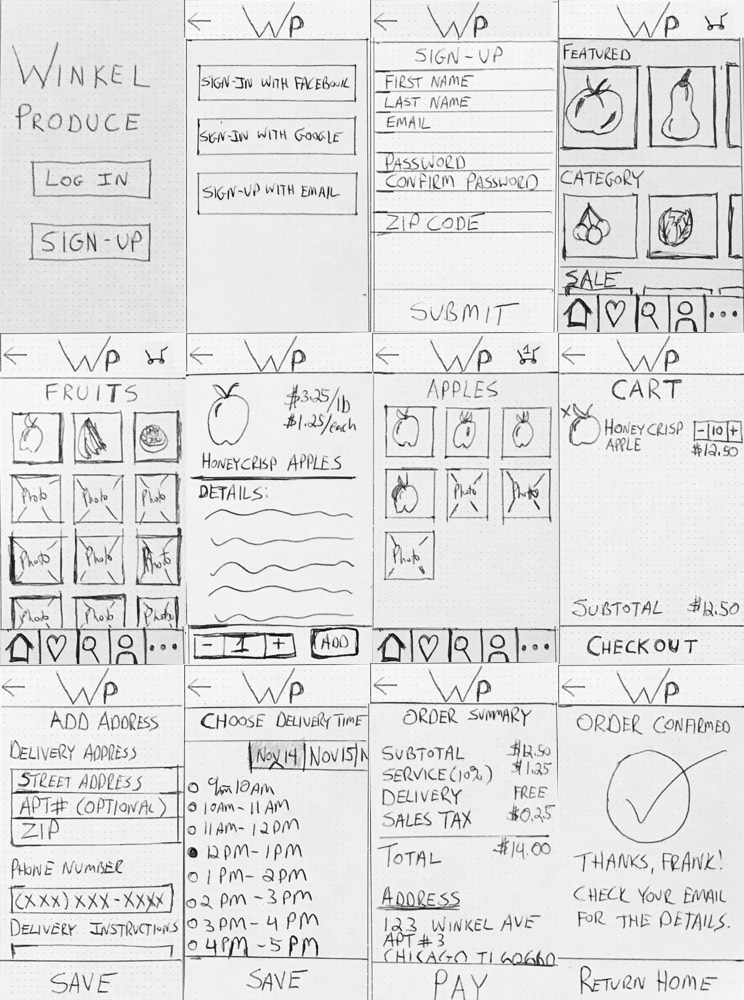 WINKEL
PRODUCE
LOG IN
SIGN-UP
← WP
SIGN-IN WITH FACEBOOK
SIGN-IN WITH GOOGLE
SIGN-UP WITH EMAIL
← WP
SIGN-UP
FIRST NAME
LAST NAME
EMAIL
PASSWORD
CONFIRM PASSWORD
ZIP CODE
SUBMIT
← WP
FEATURED
CATEGORY
SALE
...
← WP
FRUITS
Photo Photo Photo
Photo Photo Photo
Photo Photo Photo
...
← WP
$3.25/lb
$1.25/each
HONEYCRISP APPLES
DETAILS:
- 1 + ADD
← WP 1
APPLES
Photo Photo
Photo
...
← WP
CART
x HONEYCRISP - 10 +
APPLE $12.50
SUBTOTAL $12.50
CHECKOUT
← WP
ADD ADDRESS
DELIVERY ADDRESS
STREET ADDRESS
APT# (OPTIONAL)
ZIP
PHONE NUMBER
(XXX) XXX-XXXX
DELIVERY INSTRUCTIONS
SAVE
← WP
CHOOSE DELIVERY TIME
NOV 14 NOV 15 N
10AM-11AM
11AM-12PM
12PM-1PM
1PM-2PM
2PM-3PM
3PM-4PM
4PM-5PM
SAVE
← WP
ORDER SUMMARY
SUBTOTAL $12.50
SERVICE (10%) $1.25
DELIVERY FREE
SALES TAX $0.25
TOTAL $14.00
ADDRESS
123 WINKEL AVE
APT #3
CHICAGO
PAY
← WP
ORDER CONFIRMED
THANKS, FRANK!
CHECK YOUR EMAIL
FOR THE DETAILS.
RETURN HOME